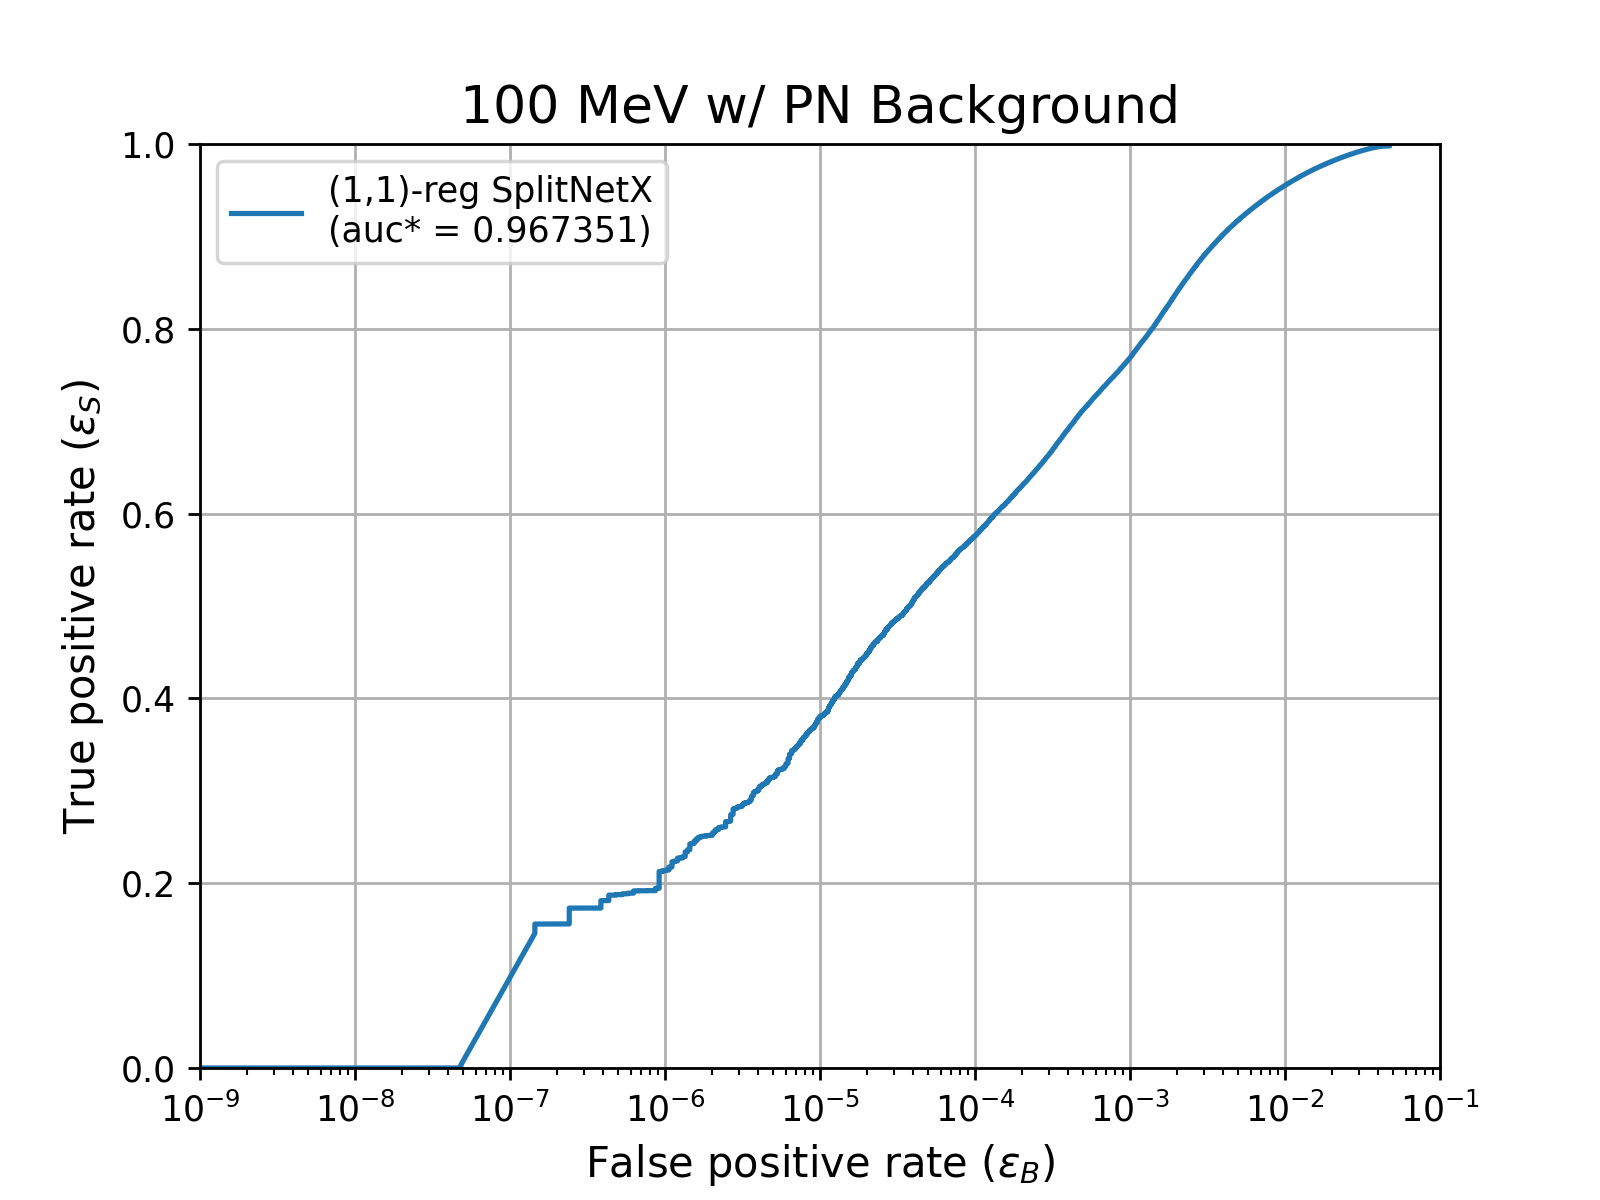 100 MeV w/ PN Background
1.0
0.8
0.6
0.4
0.2
0.0
True positive rate (ε_S)
(1,1)-reg SplitNetX
(auc* = 0.967351)
10⁻⁹ 10⁻⁸ 10⁻⁷ 10⁻⁶ 10⁻⁵ 10⁻⁴ 10⁻³ 10⁻² 10⁻¹
False positive rate (ε_B)